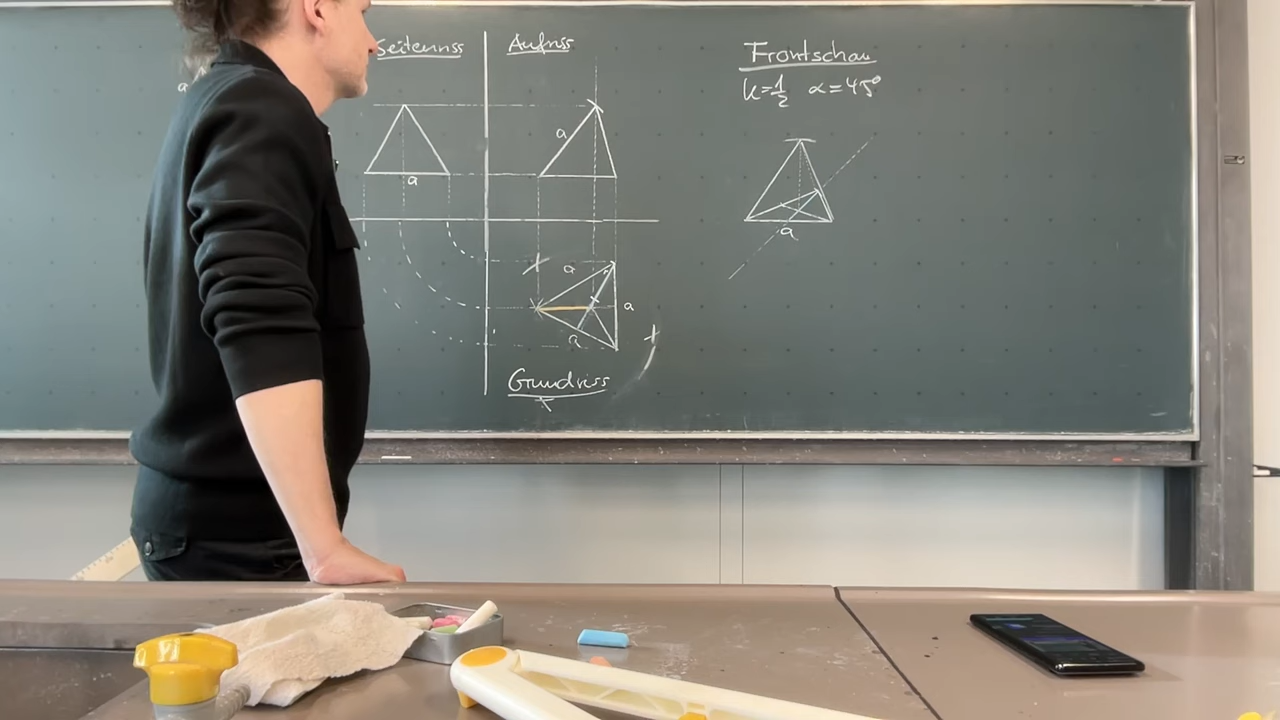 Seitenriss
Aufriss
Frontschau
k=1/2 α=45°
a
a
a
a
a
a
a
Grundriss